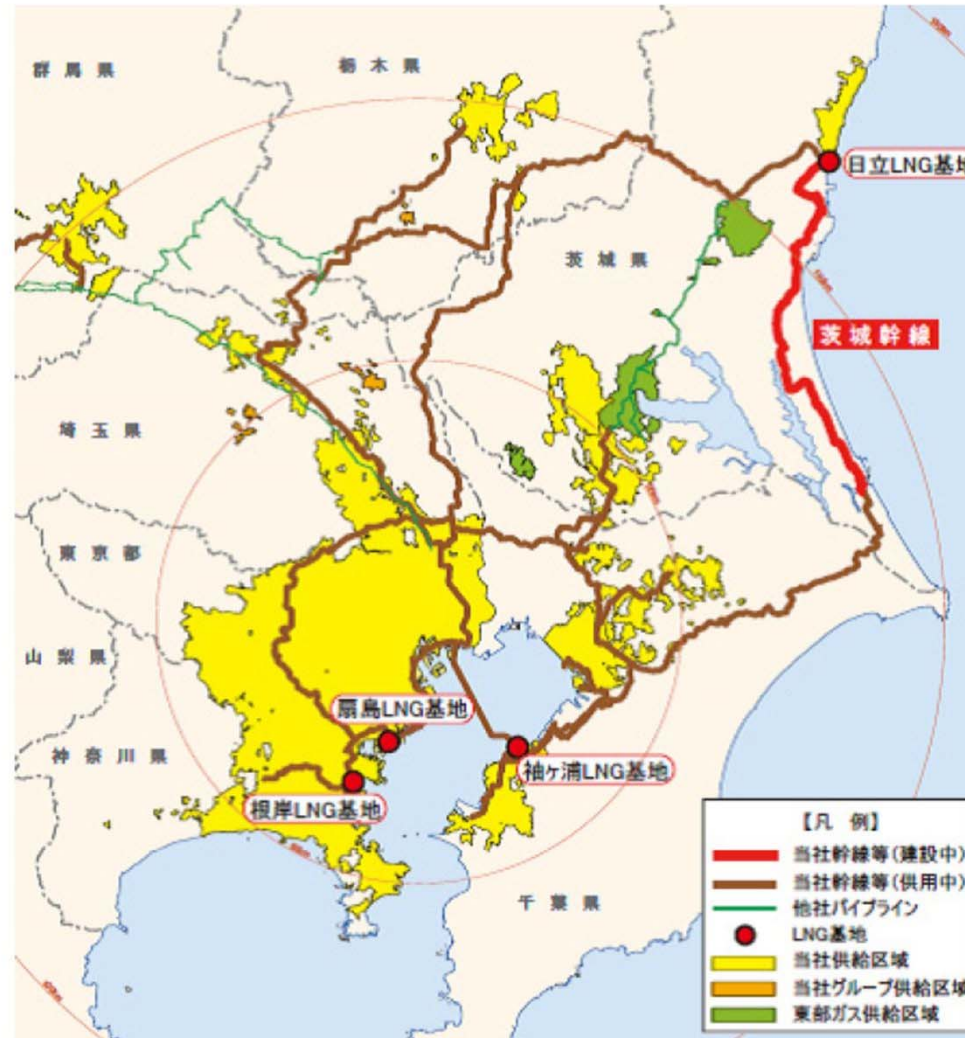 群馬県
栃木県
日立LNG基地
茨城県
茨城幹線
埼玉県
東京都
山梨県
神奈川県
扇島LNG基地
袖ヶ浦LNG基地
根岸LNG基地
千葉県
【凡 例】
当社幹線等(建設中)
当社幹線等(供用中)
他社パイプライン
LNG基地
当社供給区域
当社グループ供給区域
東部ガス供給区域